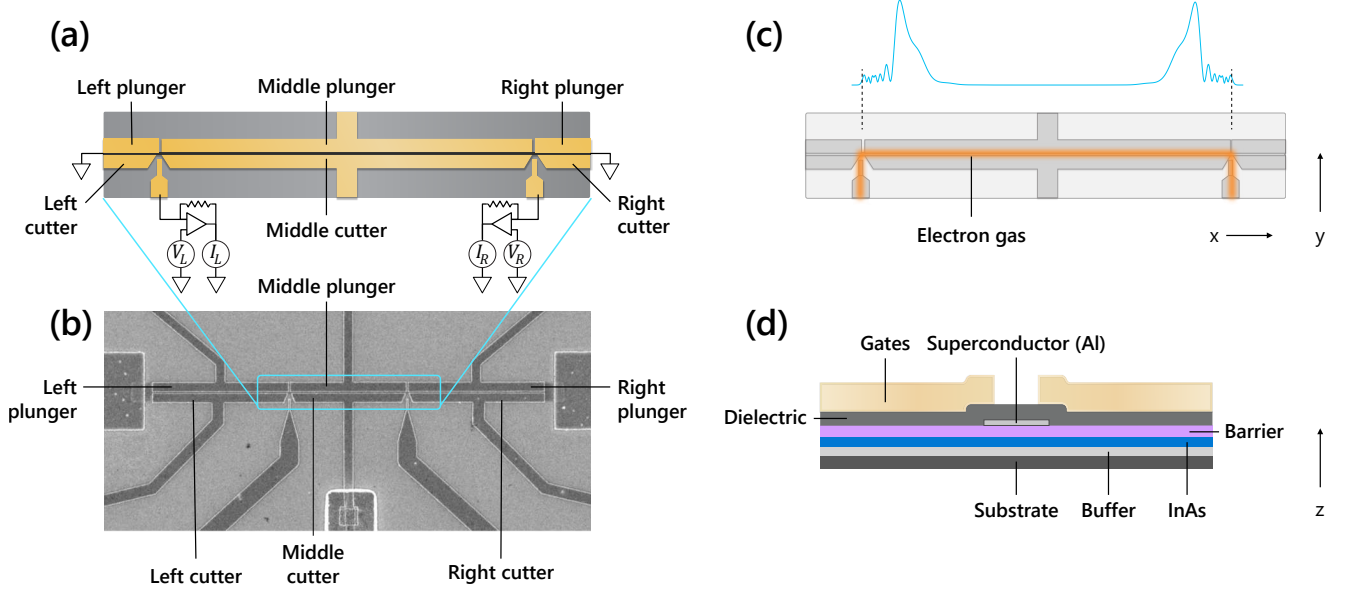 (a)
Left plunger
Middle plunger
Right plunger
Left
cutter
Middle cutter
Right
cutter
V_L
I_L
I_R
V_R
(b)
Middle plunger
Left
plunger
Right
plunger
Left cutter
Middle
cutter
Right cutter
(c)
Electron gas
x
y
(d)
Gates
Superconductor (Al)
Dielectric
Barrier
Substrate
Buffer
InAs
z